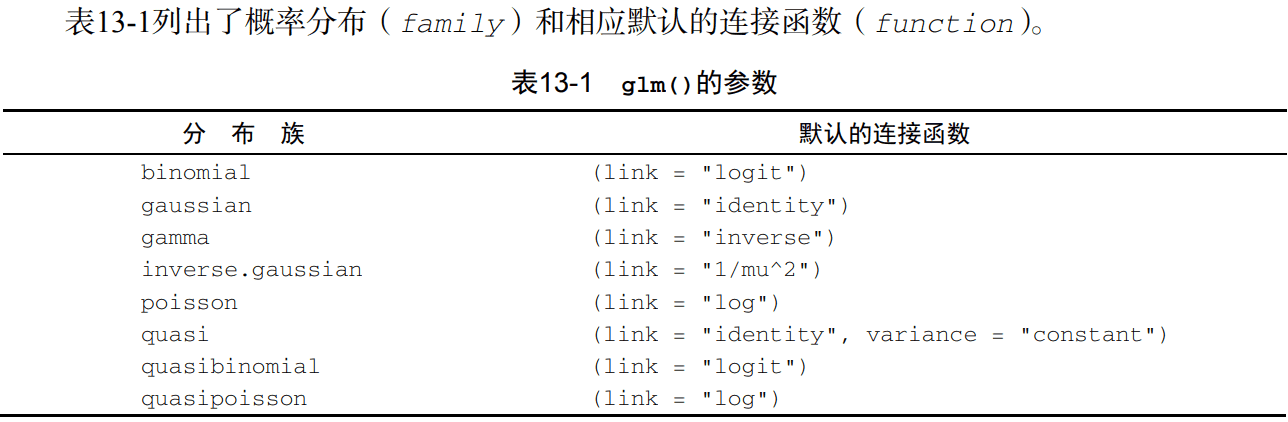 表13-1列出了概率分布（family）和相应默认的连接函数（function）。
表13-1 glm()的参数
分 布 族 默认的连接函数
binomial (link = "logit")
gaussian (link = "identity")
gamma (link = "inverse")
inverse.gaussian (link = "1/mu^2")
poisson (link = "log")
quasi (link = "identity", variance = "constant")
quasibinomial (link = "logit")
quasipoisson (link = "log")